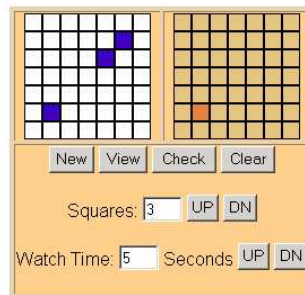 New View Check Clear
Squares: 3 UP DN
Watch Time: 5 Seconds UP DN